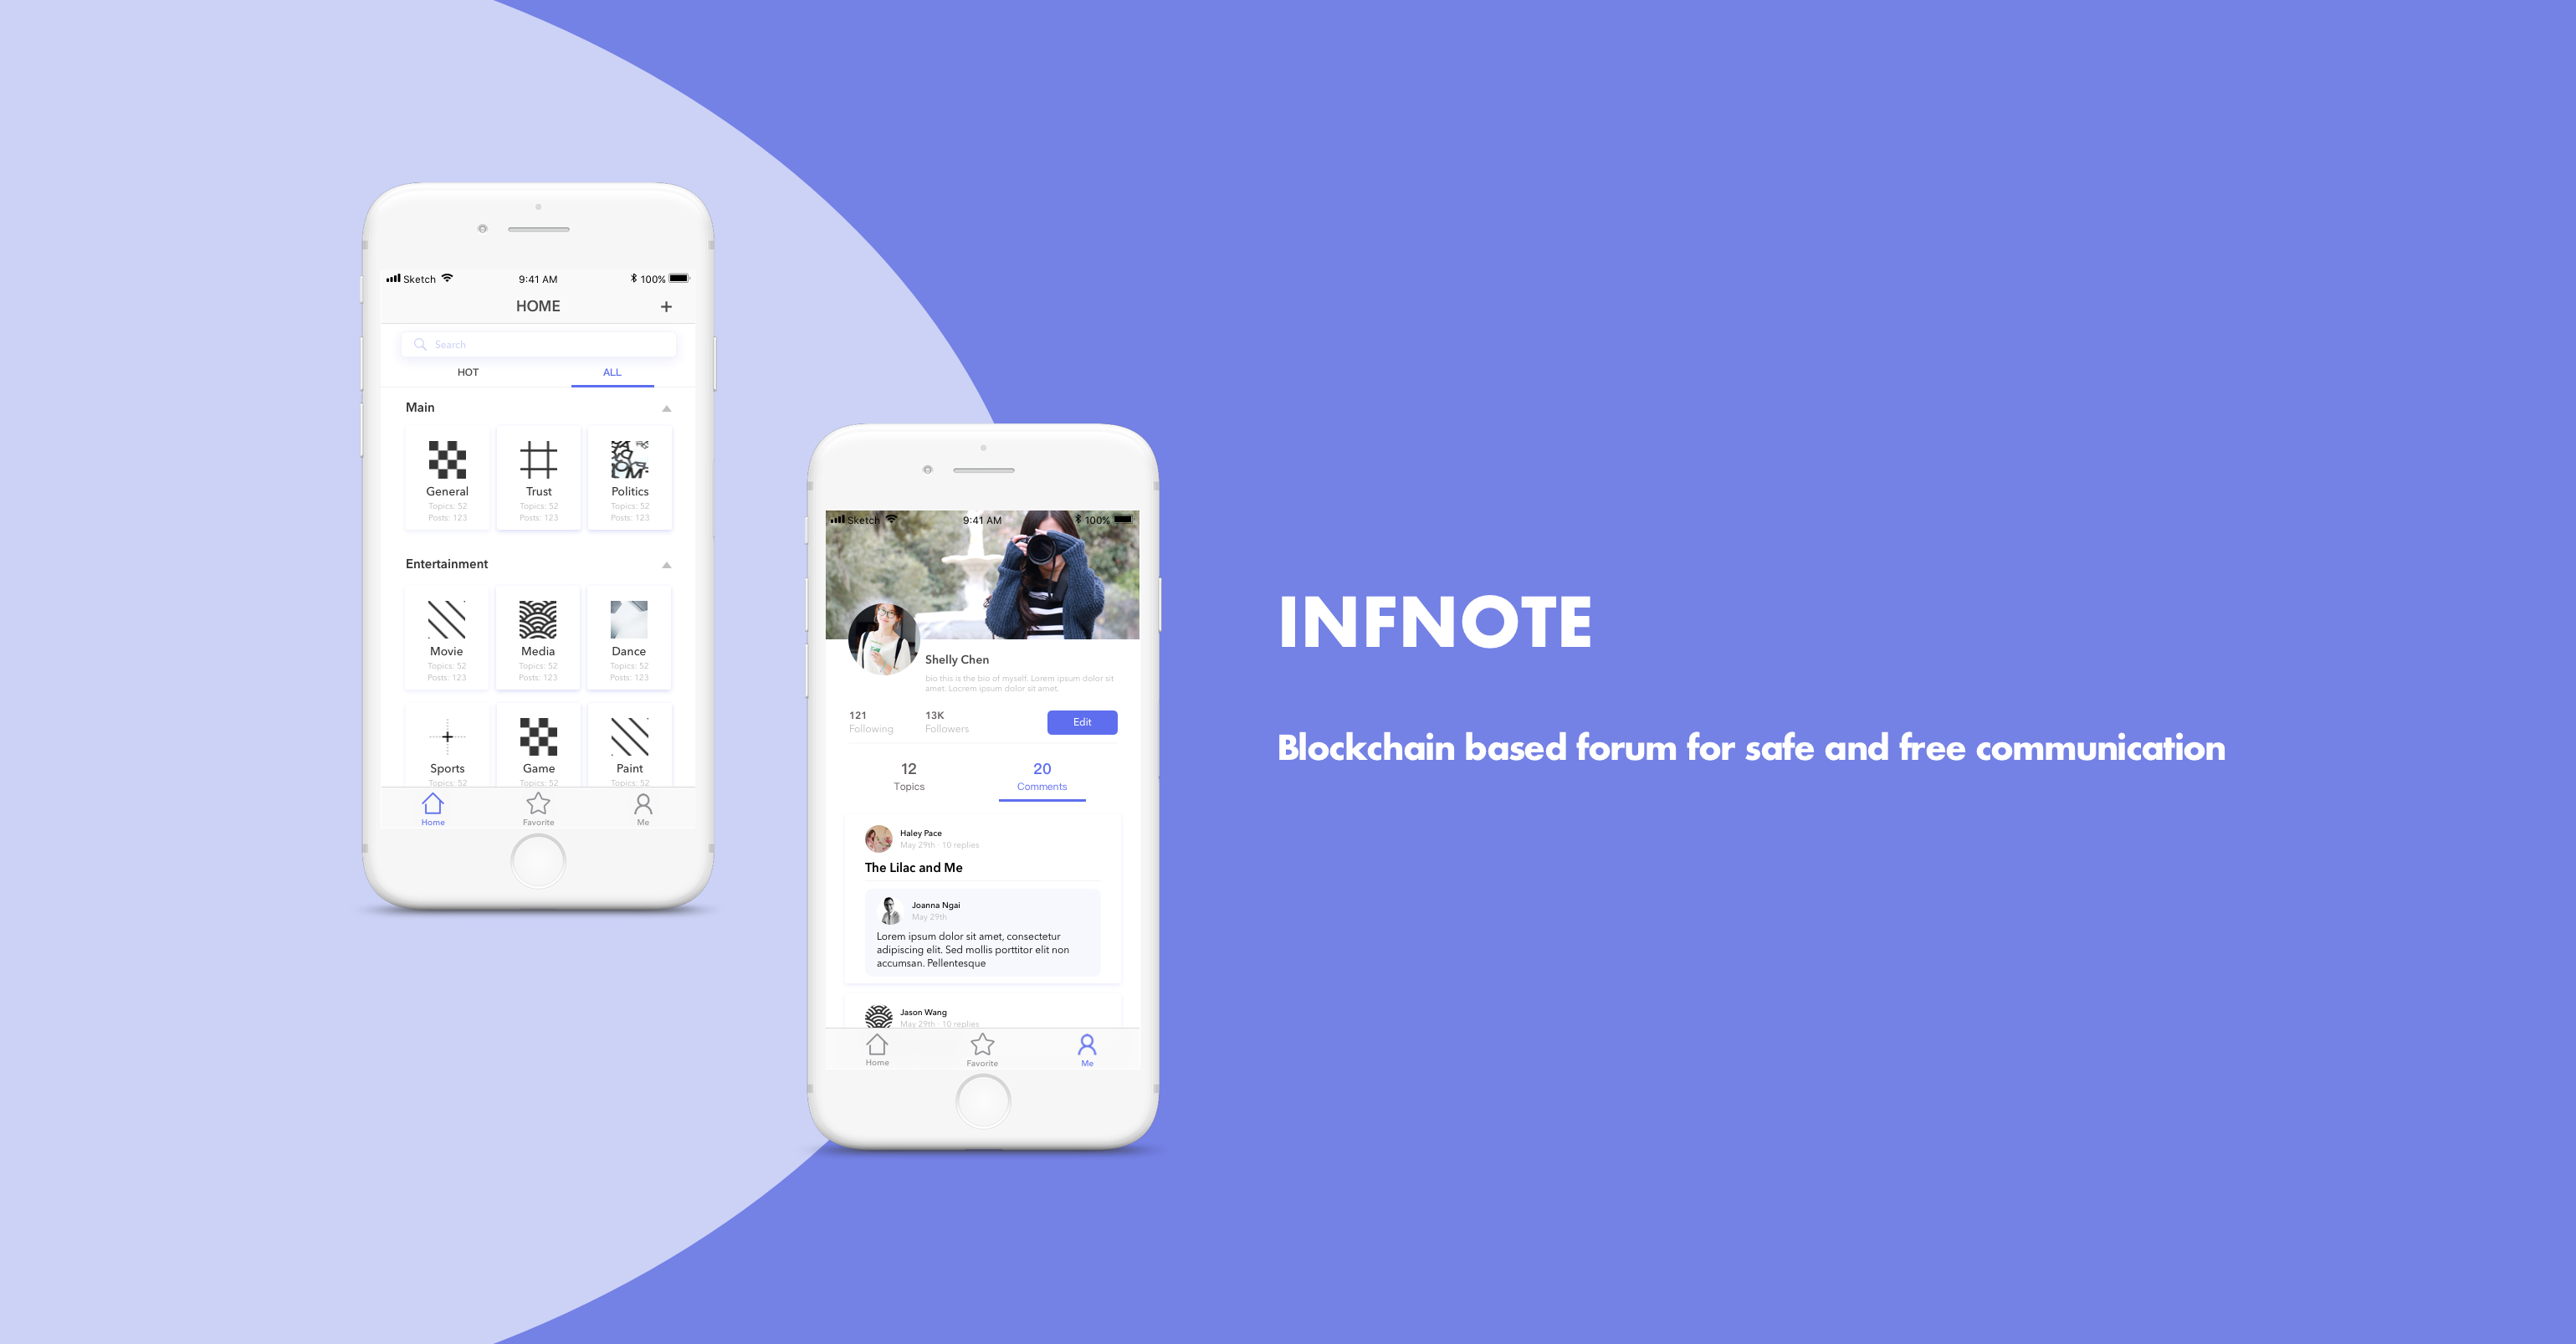 Sketch 9:41 AM 100%
HOME +
Search
HOT ALL
Main
General Trust Politics
Topics: 52 Topics: 52 Topics: 52
Posts: 123 Posts: 123 Posts: 123
Entertainment
Movie Media Dance
Topics: 52 Topics: 52 Topics: 52
Posts: 123 Posts: 123 Posts: 123
Sports Game Paint
Topics: 52 Topics: 52 Topics: 52
Home Favorite Me
Sketch 9:41 AM 100%
Shelly Chen
bio this is the bio of myself. Lorem ipsum dolor sit
amet. Locrem ipsum dolor sit amet.
121 13K
Following Followers
Edit
12 20
Topics Comments
Haley Pace
May 29th · 10 replies
The Lilac and Me
Joanna Ngai
May 29th
Lorem ipsum dolor sit amet, consectetur
adipiscing elit. Sed mollis porttitor elit non
accumsan. Pellentesque
Jason Wang
May 29th · 10 replies
Home Favorite Me
INFNOTE
Blockchain based forum for safe and free communication